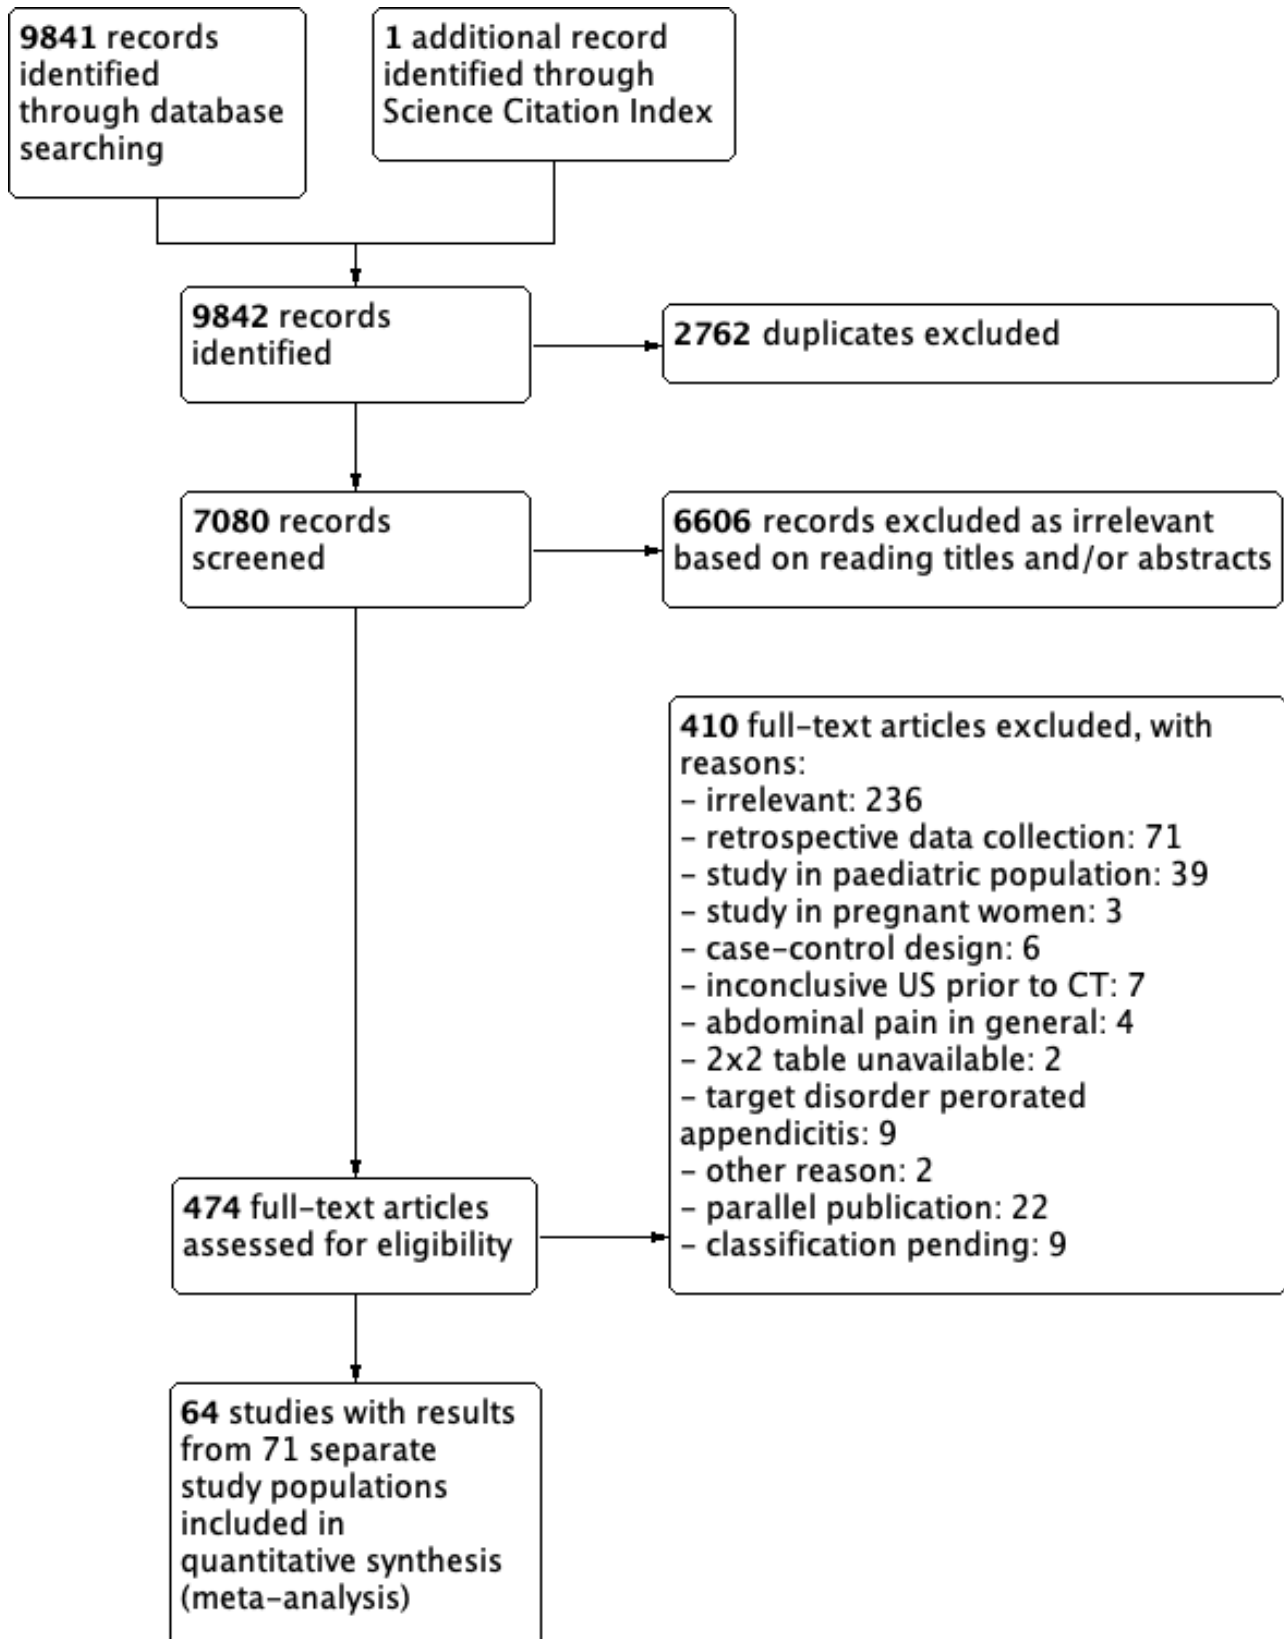 9841 records
identified
through database
searching
1 additional record
identified through
Science Citation Index
9842 records
identified
2762 duplicates excluded
7080 records
screened
6606 records excluded as irrelevant
based on reading titles and/or abstracts
410 full-text articles excluded, with
reasons:
- irrelevant: 236
- retrospective data collection: 71
- study in paediatric population: 39
- study in pregnant women: 3
- case-control design: 6
- inconclusive US prior to CT: 7
- abdominal pain in general: 4
- 2x2 table unavailable: 2
- target disorder perorated
appendicitis: 9
- other reason: 2
- parallel publication: 22
- classification pending: 9
474 full-text articles
assessed for eligibility
64 studies with results
from 71 separate
study populations
included in
quantitative synthesis
(meta-analysis)